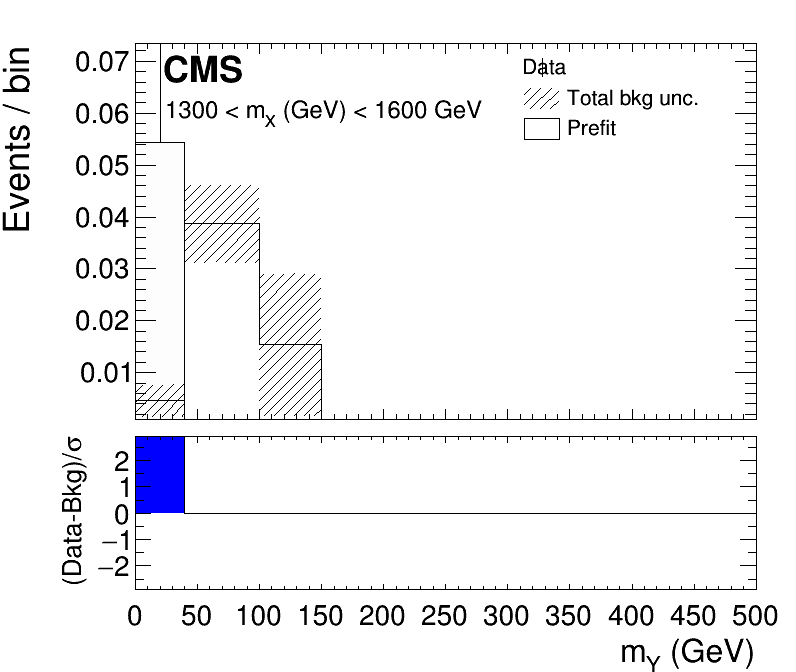 Events / bin
0.07
0.06
0.05
0.04
0.03
0.02
0.01
CMS
1300 < mX (GeV) < 1600 GeV
Data
Total bkg unc.
Prefit
(Data-Bkg)/σ
2
1
0
−1
−2
0 50 100 150 200 250 300 350 400 450 500
mY (GeV)